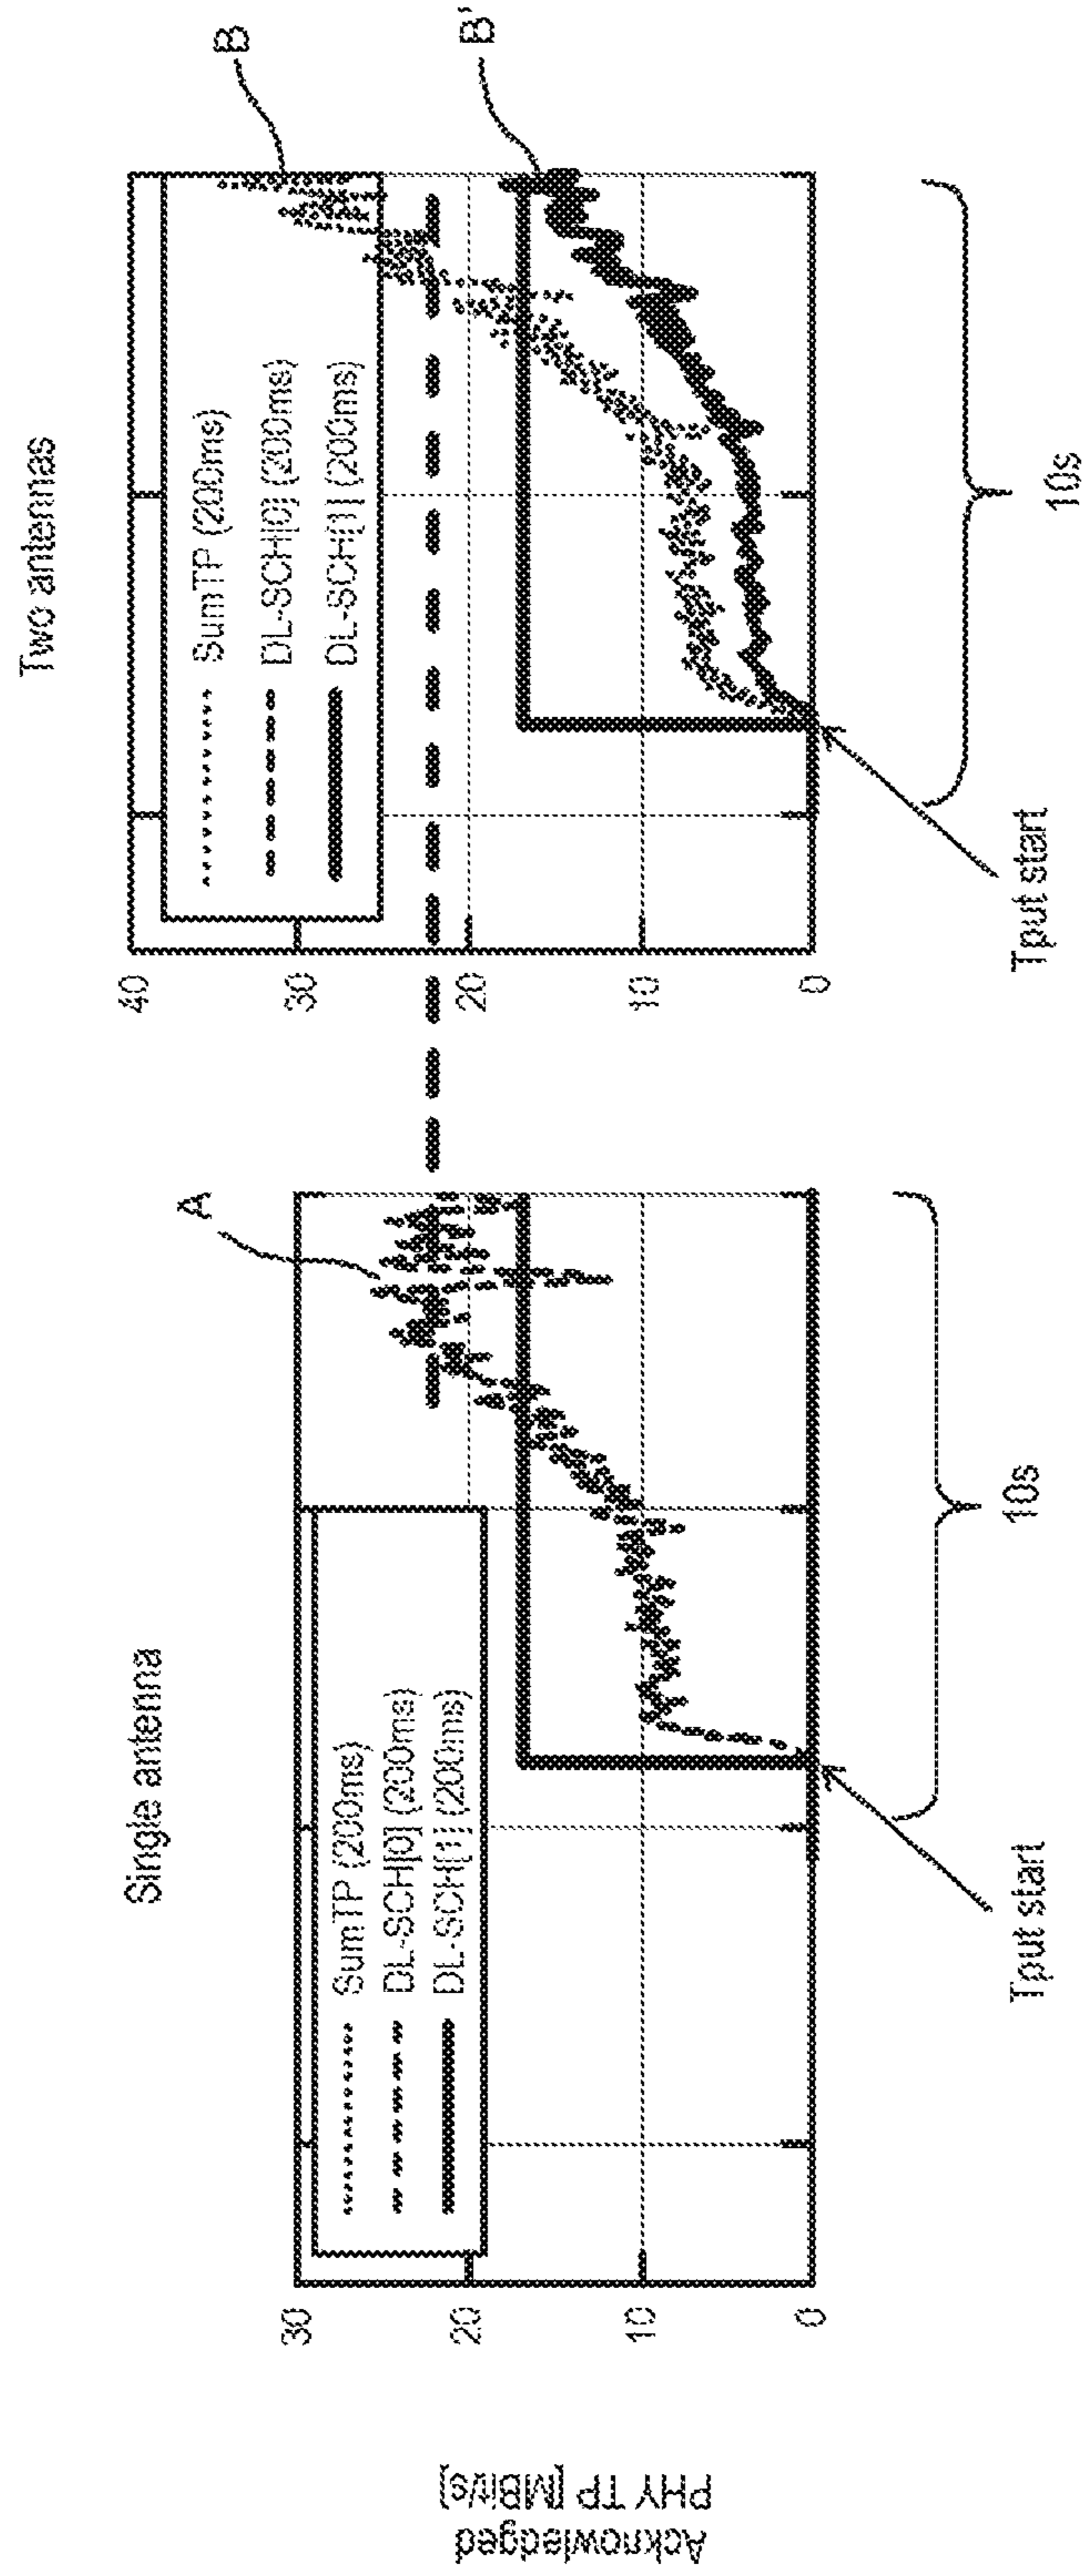 Acknowledged
PHY TP [MBit/s]
Single antenna
30
20
10
0
SumTP (200ms)
DL-SCH[0] (200ms)
DL-SCH[1] (200ms)
A
Tput start
10s
Two antennas
40
30
20
10
0
SumTP (200ms)
DL-SCH[0] (200ms)
DL-SCH[1] (200ms)
B
B'
Tput start
10s